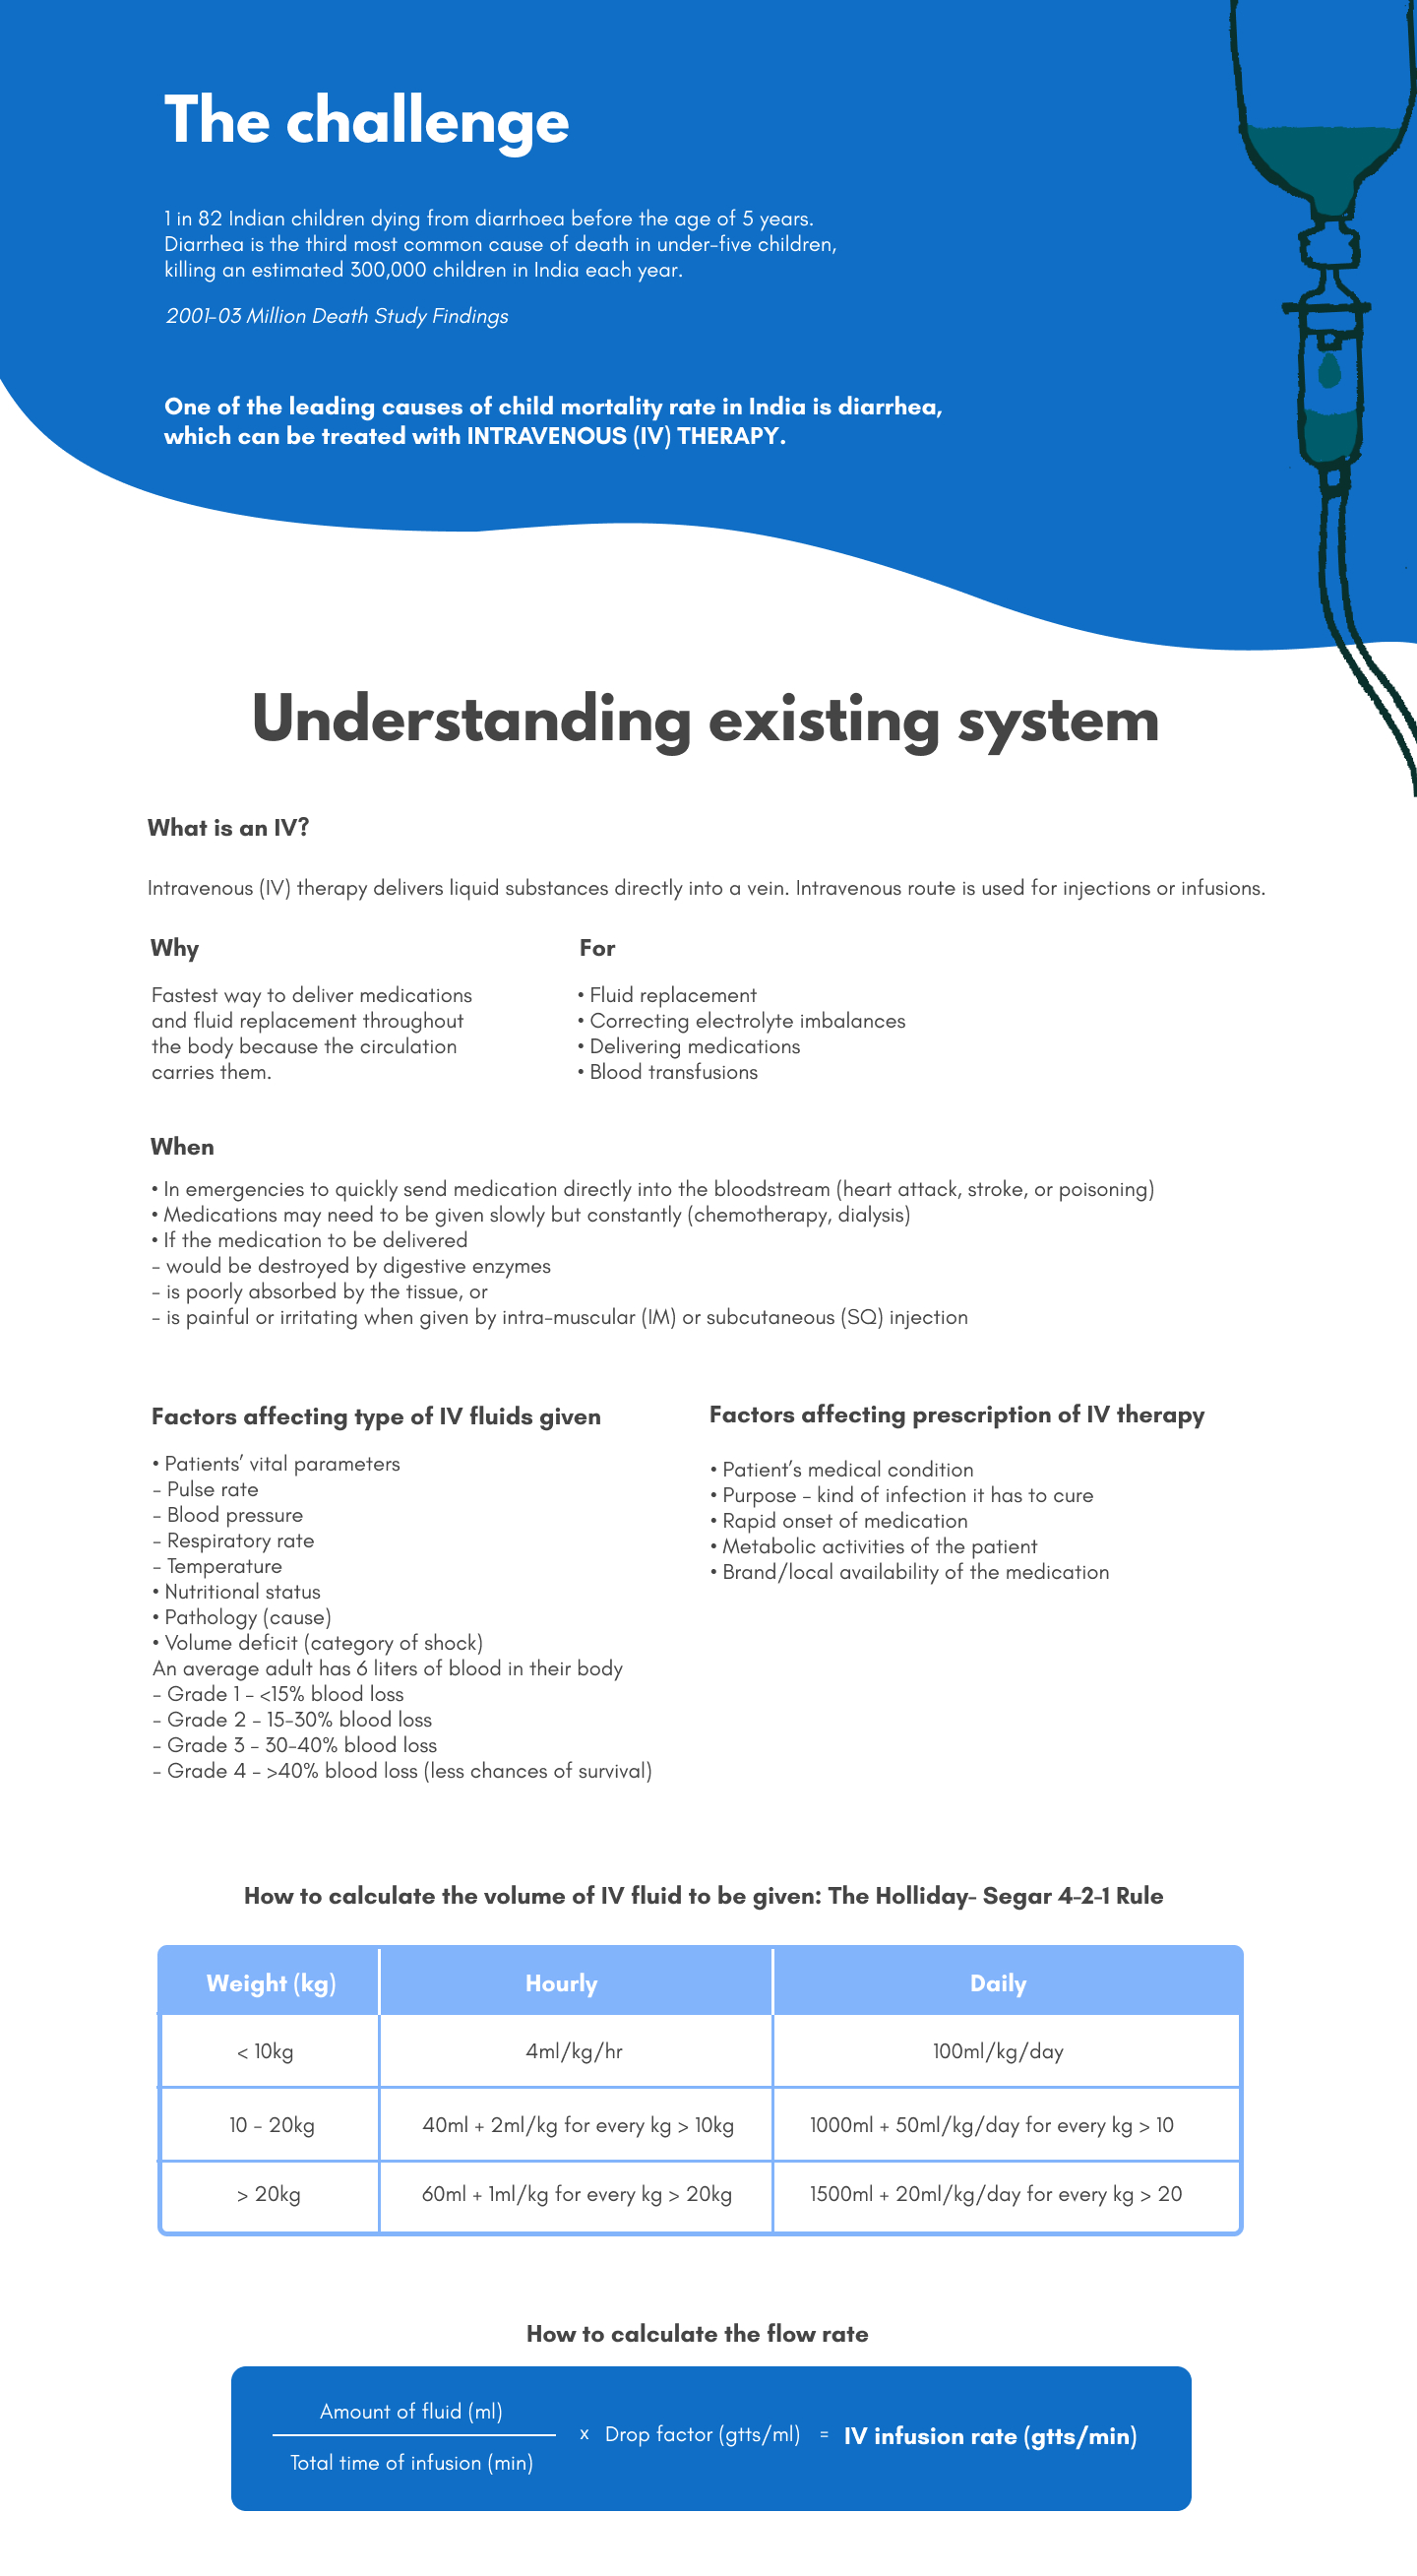 The challenge
1 in 82 Indian children dying from diarrhoea before the age of 5 years.
Diarrhea is the third most common cause of death in under-five children,
killing an estimated 300,000 children in India each year.
2001-03 Million Death Study Findings
One of the leading causes of child mortality rate in India is diarrhea,
which can be treated with INTRAVENOUS (IV) THERAPY.
Understanding existing system
What is an IV?
Intravenous (IV) therapy delivers liquid substances directly into a vein. Intravenous route is used for injections or infusions.
Why
Fastest way to deliver medications
and fluid replacement throughout
the body because the circulation
carries them.
For
• Fluid replacement
• Correcting electrolyte imbalances
• Delivering medications
• Blood transfusions
When
• In emergencies to quickly send medication directly into the bloodstream (heart attack, stroke, or poisoning)
• Medications may need to be given slowly but constantly (chemotherapy, dialysis)
• If the medication to be delivered
- would be destroyed by digestive enzymes
- is poorly absorbed by the tissue, or
- is painful or irritating when given by intra-muscular (IM) or subcutaneous (SQ) injection
Factors affecting type of IV fluids given
• Patients’ vital parameters
- Pulse rate
- Blood pressure
- Respiratory rate
- Temperature
• Nutritional status
• Pathology (cause)
• Volume deficit (category of shock)
An average adult has 6 liters of blood in their body
- Grade 1 - <15% blood loss
- Grade 2 - 15-30% blood loss
- Grade 3 - 30-40% blood loss
- Grade 4 - >40% blood loss (less chances of survival)
Factors affecting prescription of IV therapy
• Patient’s medical condition
• Purpose - kind of infection it has to cure
• Rapid onset of medication
• Metabolic activities of the patient
• Brand/local availability of the medication
How to calculate the volume of IV fluid to be given: The Holliday- Segar 4-2-1 Rule
Weight (kg) Hourly Daily
< 10kg 4ml/kg/hr 100ml/kg/day
10 - 20kg 40ml + 2ml/kg for every kg > 10kg 1000ml + 50ml/kg/day for every kg > 10
> 20kg 60ml + 1ml/kg for every kg > 20kg 1500ml + 20ml/kg/day for every kg > 20
How to calculate the flow rate
Amount of fluid (ml)
Total time of infusion (min)
x Drop factor (gtts/ml) = IV infusion rate (gtts/min)